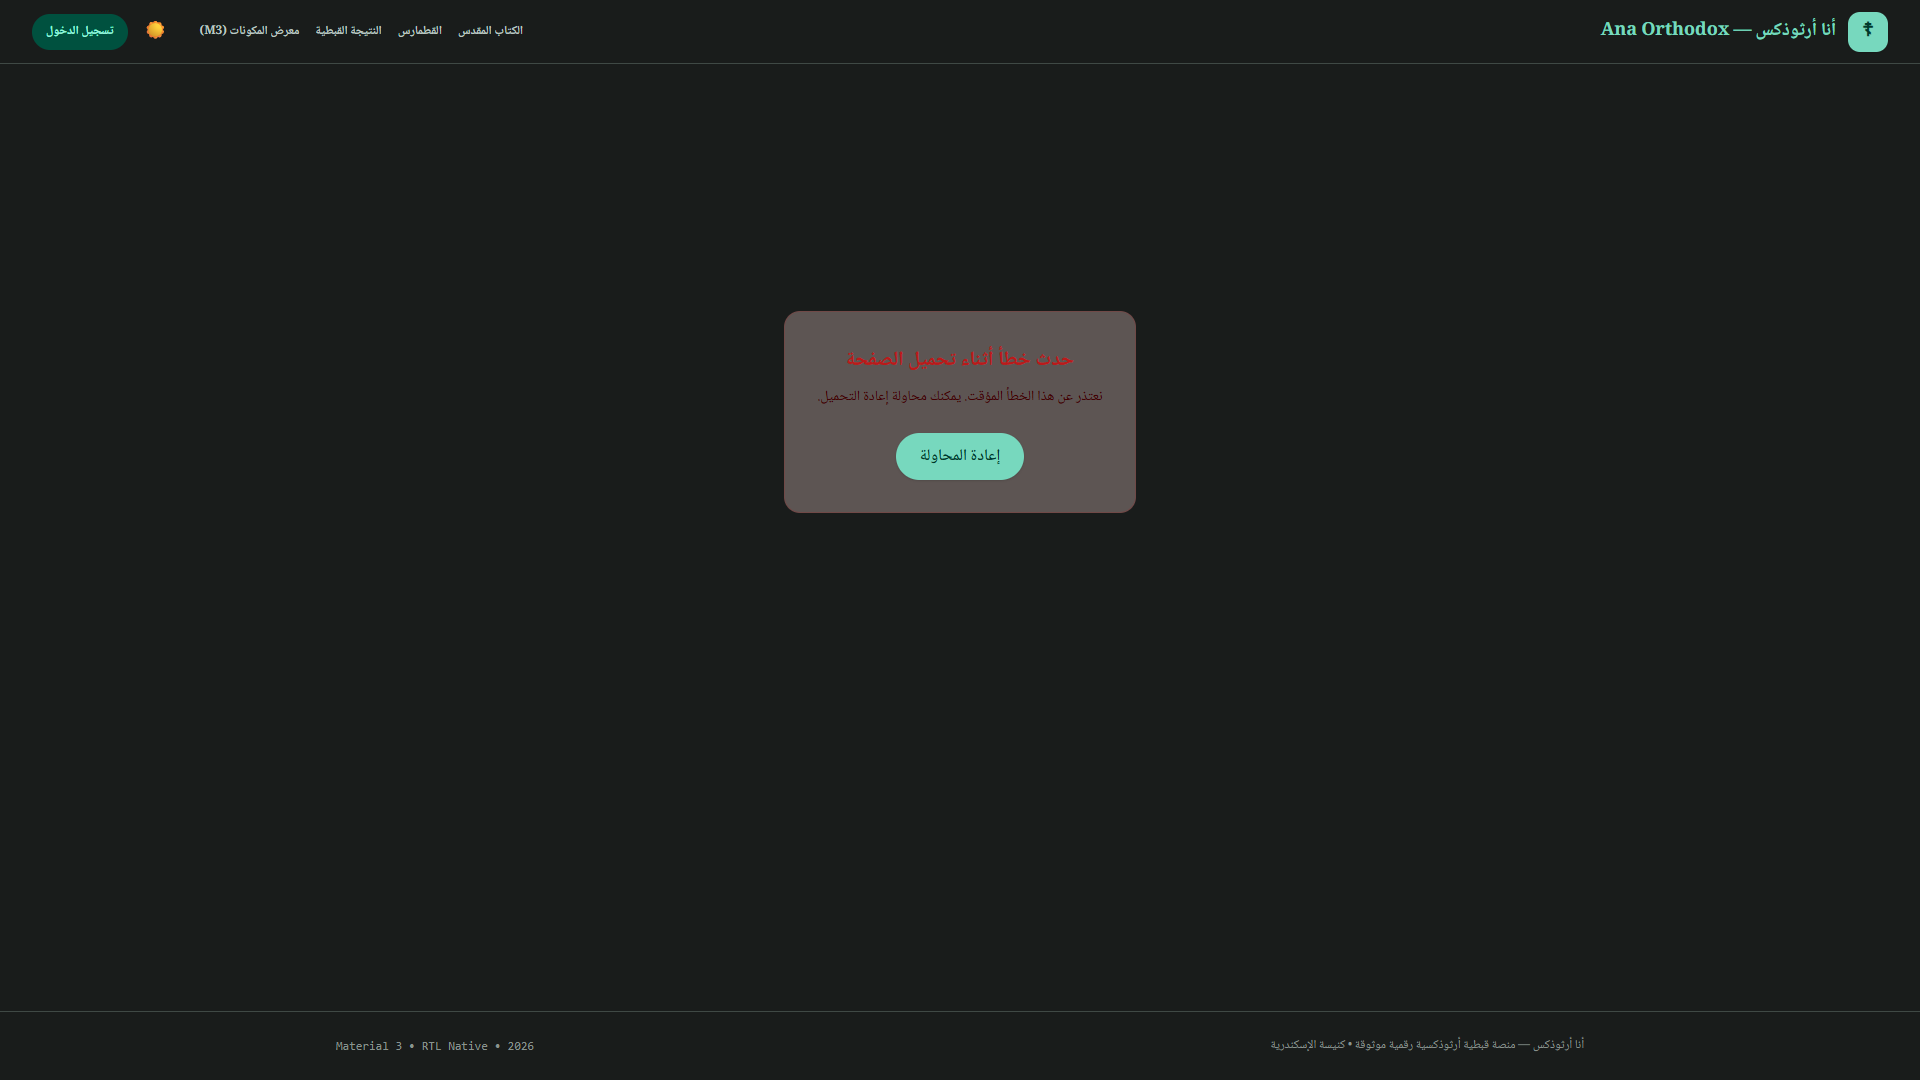 أنا أرثوذكس — Ana Orthodox
الكتاب المقدس
القطمارس
النتيجة القبطية
معرض المكونات (M3)
تسجيل الدخول
حدث خطأ أثناء تحميل الصفحة
نعتذر عن هذا الخطأ المؤقت. يمكنك محاولة إعادة التحميل.
إعادة المحاولة
أنا أرثوذكس — منصة قبطية أرثوذكسية رقمية موثوقة • كنيسة الإسكندرية
Material 3 • RTL Native • 2026